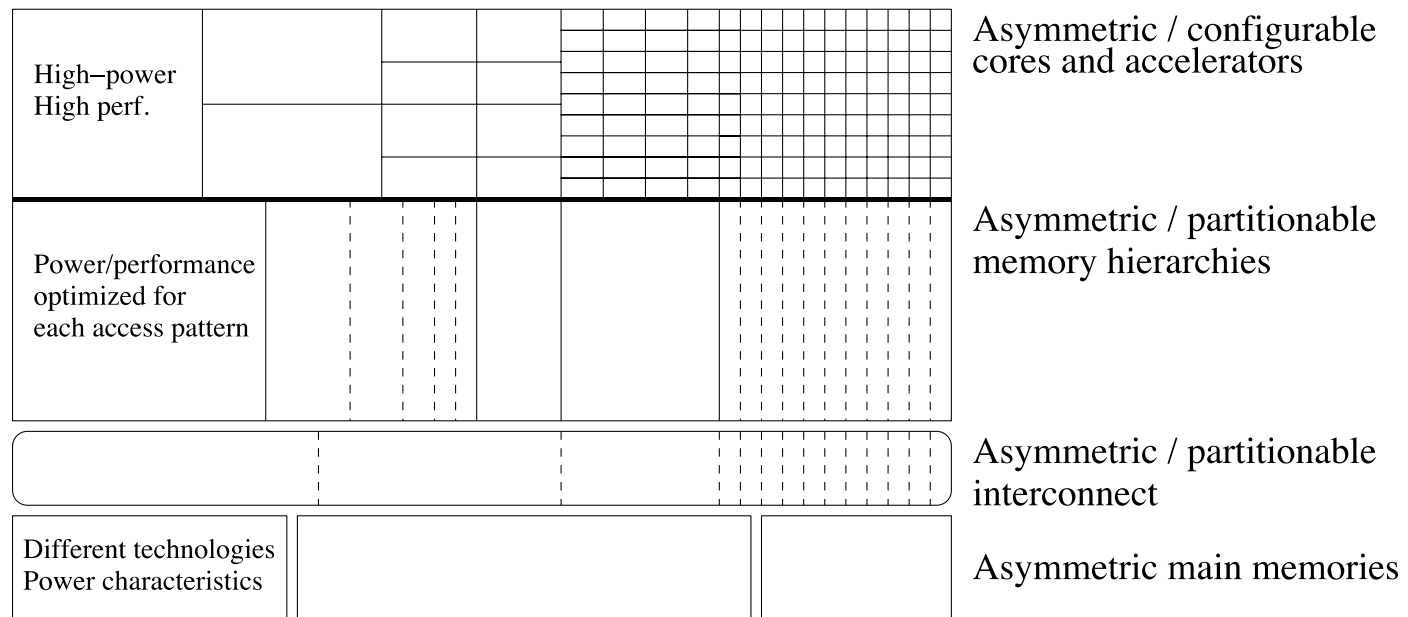 High−power
High perf.
Asymmetric / configurable
cores and accelerators
Power/performance
optimized for
each access pattern
Asymmetric / partitionable
memory hierarchies
Asymmetric / partitionable
interconnect
Different technologies
Power characteristics
Asymmetric main memories